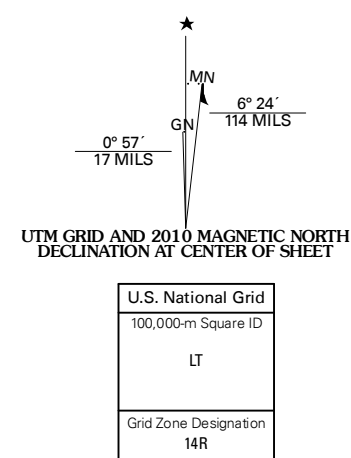 MN
6° 24´
114 MILS
GN
0° 57´
17 MILS
UTM GRID AND 2010 MAGNETIC NORTH
DECLINATION AT CENTER OF SHEET
U.S. National Grid
100,000-m Square ID
LT
Grid Zone Designation
14R